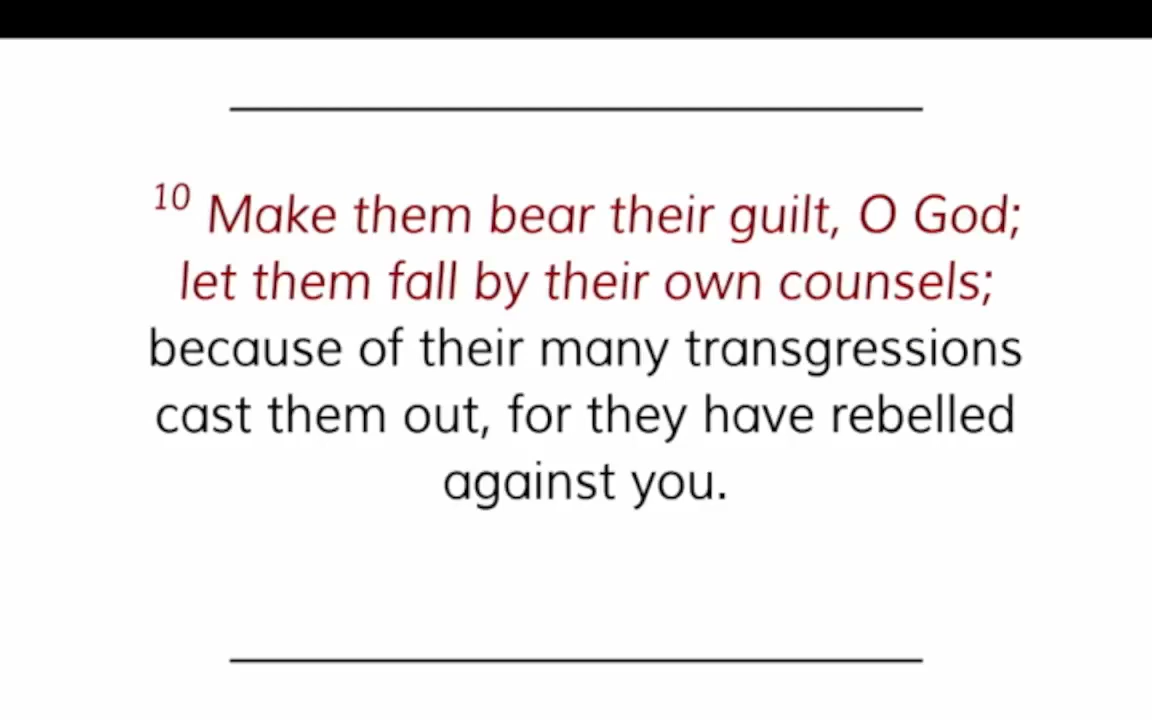 10 Make them bear their guilt, O God;
let them fall by their own counsels;
because of their many transgressions
cast them out, for they have rebelled
against you.